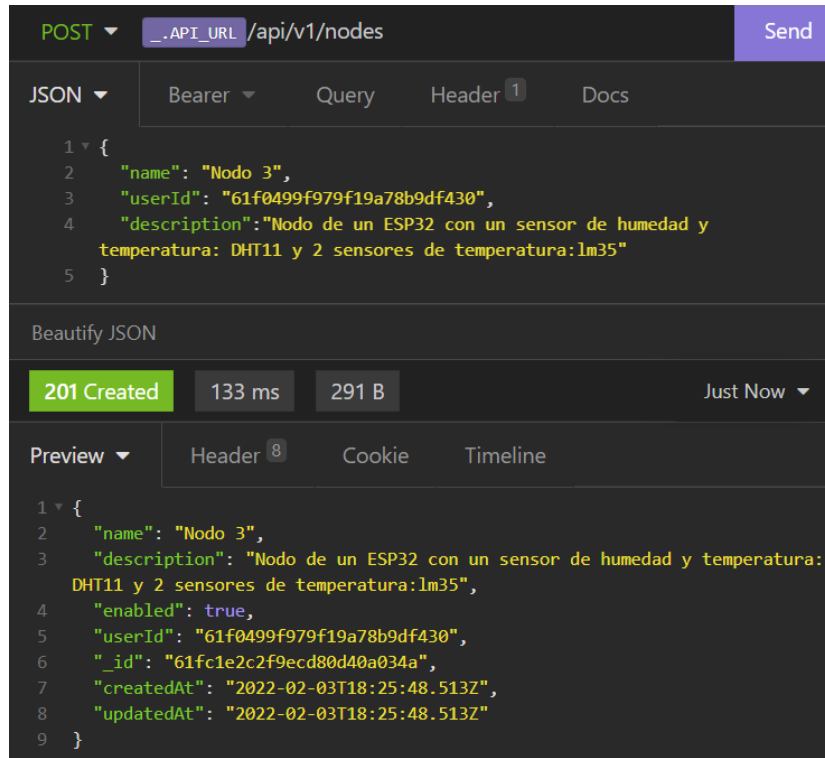 POST _.API_URL /api/v1/nodes Send
JSON Bearer Query Header 1 Docs
1 {
2 "name": "Nodo 3",
3 "userId": "61f0499f979f19a78b9df430",
4 "description":"Nodo de un ESP32 con un sensor de humedad y
temperatura: DHT11 y 2 sensores de temperatura:lm35"
5 }
Beautify JSON
201 Created 133 ms 291 B Just Now
Preview Header 8 Cookie Timeline
1 {
2 "name": "Nodo 3",
3 "description": "Nodo de un ESP32 con un sensor de humedad y temperatura:
DHT11 y 2 sensores de temperatura:lm35",
4 "enabled": true,
5 "userId": "61f0499f979f19a78b9df430",
6 "_id": "61fc1e2c2f9ecd80d40a034a",
7 "createdAt": "2022-02-03T18:25:48.513Z",
8 "updatedAt": "2022-02-03T18:25:48.513Z"
9 }